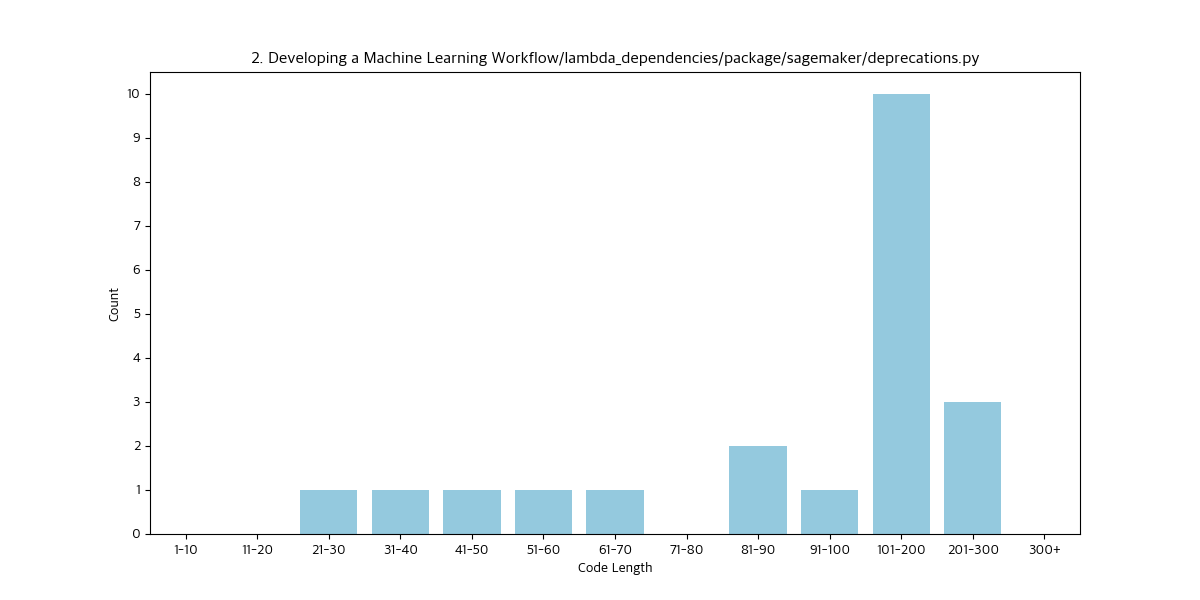 2. Developing a Machine Learning Workflow/lambda_dependencies/package/sagemaker/deprecations.py
10
9
8
7
6
5
4
3
2
1
0
Count
1-10 11-20 21-30 31-40 41-50 51-60 61-70 71-80 81-90 91-100 101-200 201-300 300+
Code Length